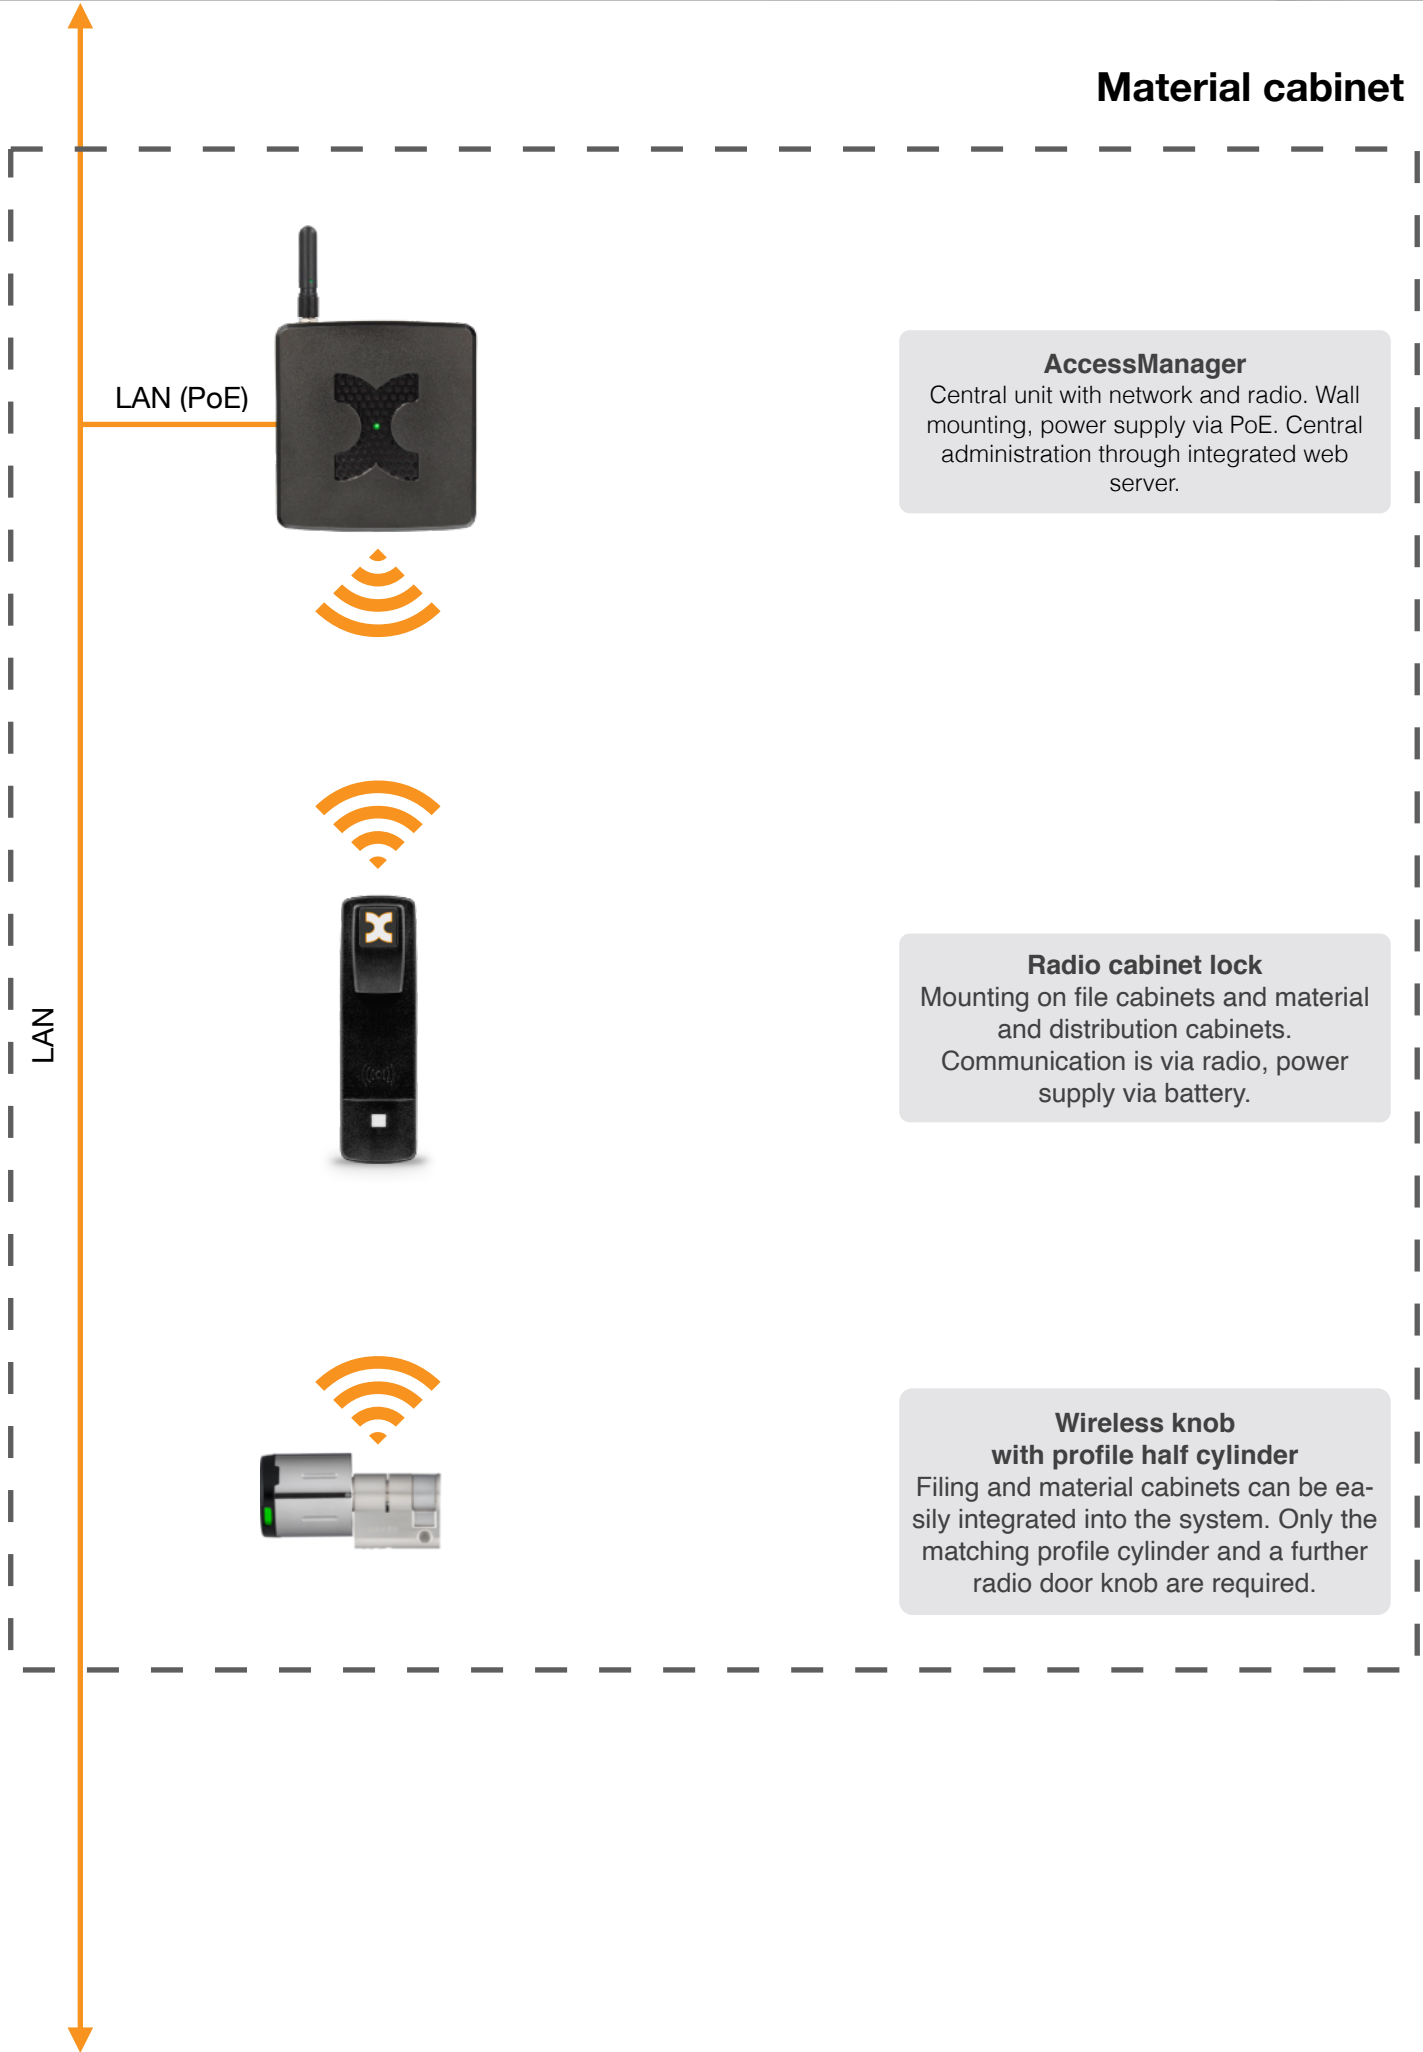 Material cabinet
LAN (PoE)
AccessManager
Central unit with network and radio. Wall
mounting, power supply via PoE. Central
administration through integrated web
server.
LAN
Radio cabinet lock
Mounting on file cabinets and material
and distribution cabinets.
Communication is via radio, power
supply via battery.
Wireless knob
with profile half cylinder
Filing and material cabinets can be ea-
sily integrated into the system. Only the
matching profile cylinder and a further
radio door knob are required.